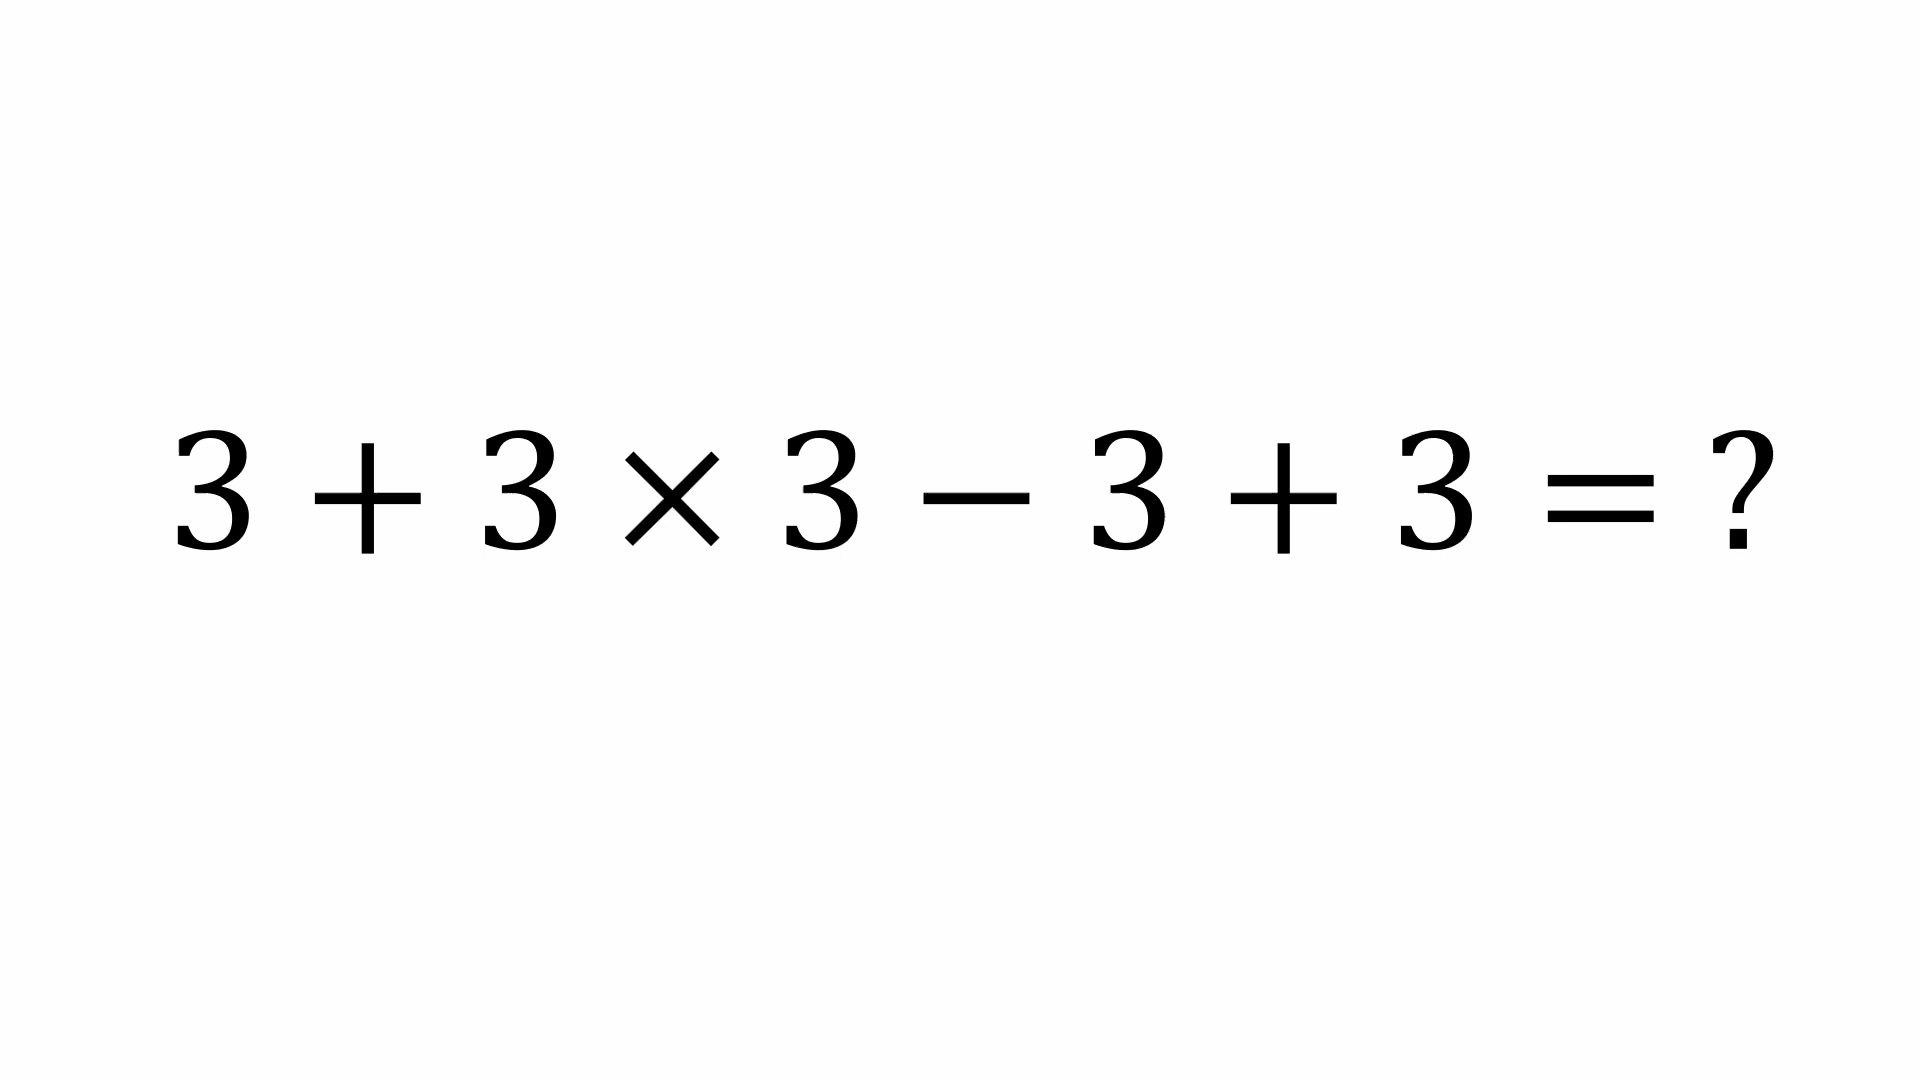 3 + 3 × 3 − 3 + 3 = ?